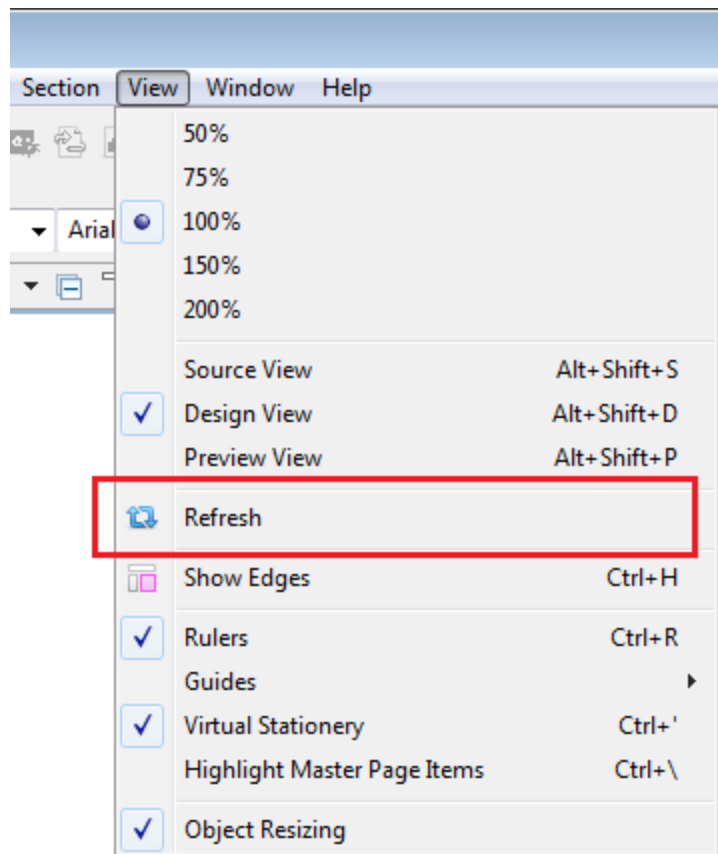 Section View Window Help
50%
75%
Arial 100%
150%
200%
Source View Alt+Shift+S
Design View Alt+Shift+D
Preview View Alt+Shift+P
Refresh
Show Edges Ctrl+H
Rulers Ctrl+R
Guides
Virtual Stationery Ctrl+'
Highlight Master Page Items Ctrl+\
Object Resizing